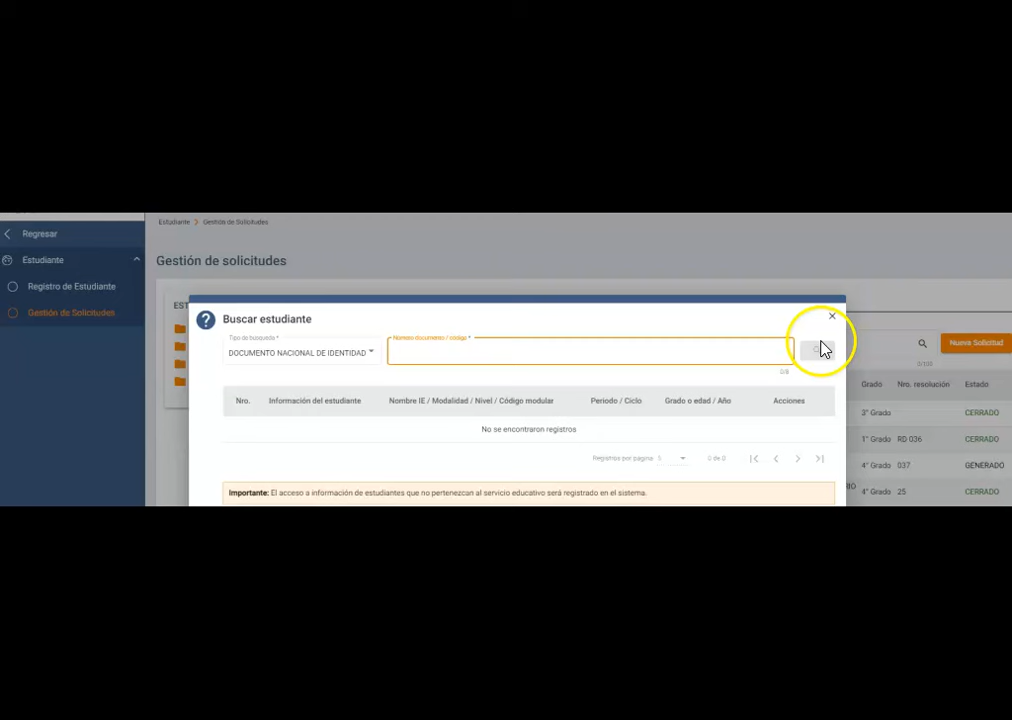 Estudiante > Gestión de Solicitudes
Regresar
Estudiante
Registro de Estudiante
Gestión de Solicitudes
Gestión de solicitudes
EST
Buscar estudiante
Tipo de búsqueda *
DOCUMENTO NACIONAL DE IDENTIDAD
Número documento / código *
0/8
Nueva Solicitud
0/100
Nro. Información del estudiante Nombre IE / Modalidad / Nivel / Código modular Periodo / Ciclo Grado o edad / Año Acciones
No se encontraron registros
Registros por página 5 0 de 0
Importante: El acceso a información de estudiantes que no pertenezcan al servicio educativo será registrado en el sistema.
Grado Nro. resolución Estado
3° Grado CERRADO
1° Grado RD 036 CERRADO
4° Grado 037 GENERADO
4° Grado 25 CERRADO